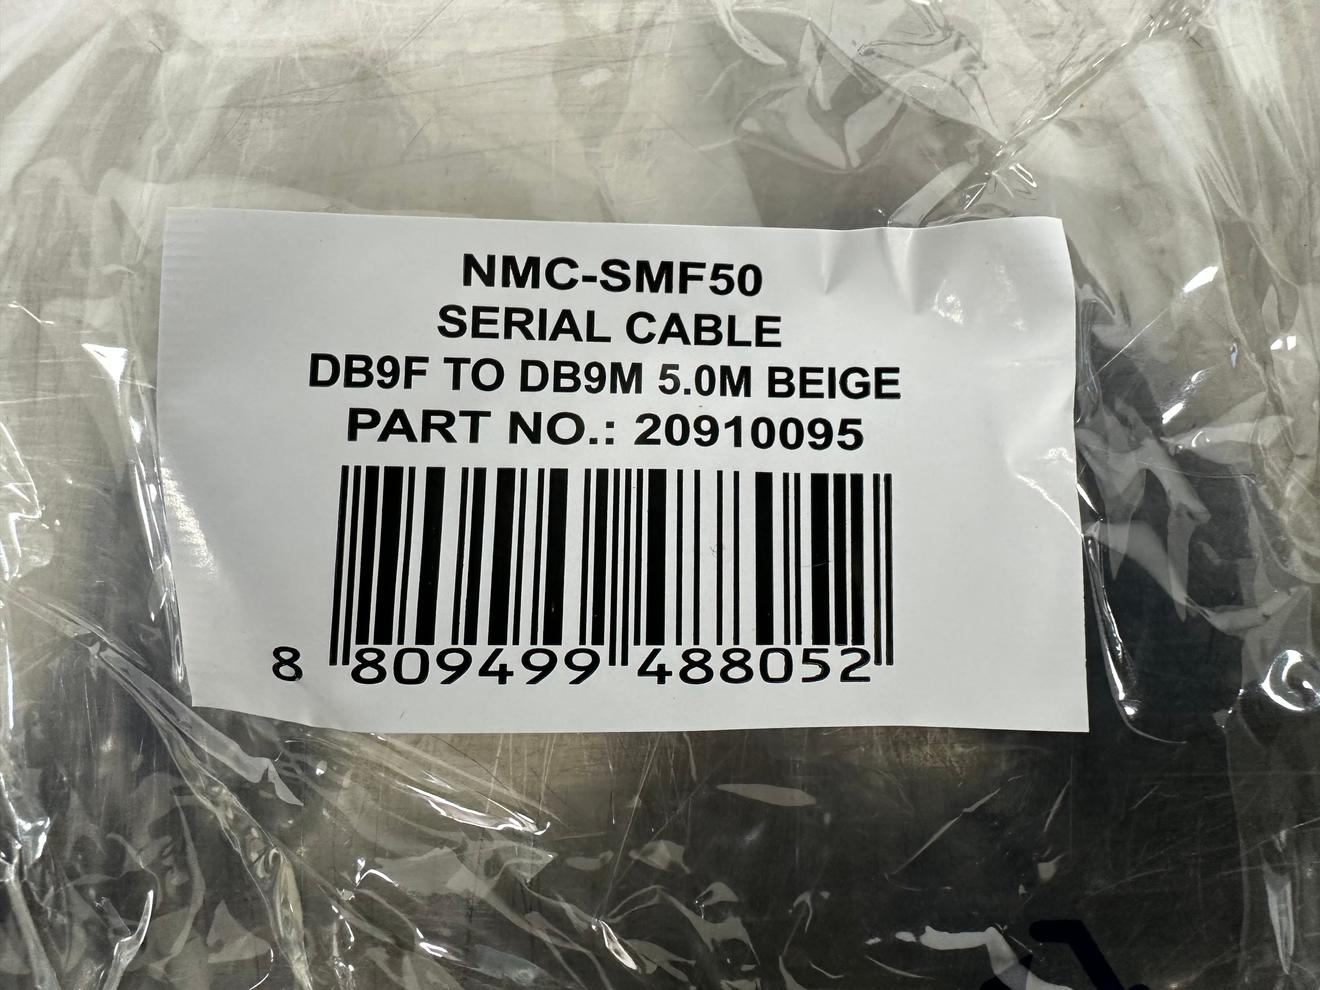 NMC-SMF50
SERIAL CABLE
DB9F TO DB9M 5.0M BEIGE
PART NO.: 20910095
8 809499 488052